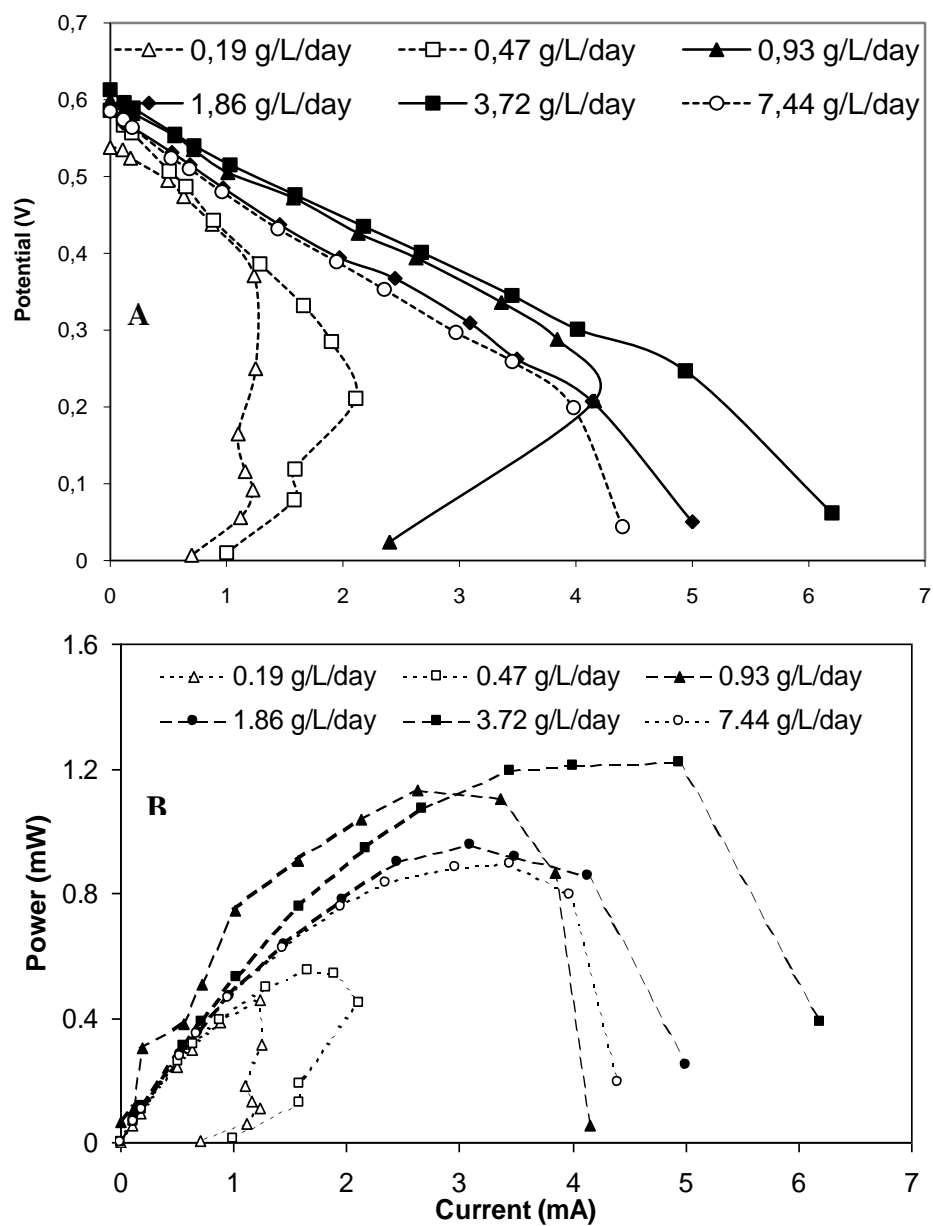 0,7
0,19 g/L/day 0,47 g/L/day 0,93 g/L/day
1,86 g/L/day 3,72 g/L/day 7,44 g/L/day
0,6
0,5
0,4
Potential (V)
A
0,3
0,2
0,1
0
0 1 2 3 4 5 6 7
1.6
0.19 g/L/day 0.47 g/L/day 0.93 g/L/day
1.86 g/L/day 3.72 g/L/day 7.44 g/L/day
1.2
B
Power (mW)
0.8
0.4
0
0 1 2 3 4 5 6 7
Current (mA)